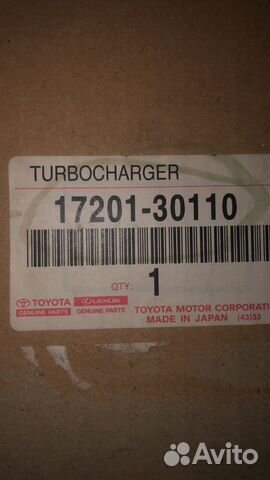 TURBOCHARGER
17201-30110
QTY: 1
TOYOTA LEXUS TOYOTA MOTOR CORPORATI
GENUINE PARTS GENUINE PARTS MADE IN JAPAN (43)33
Avito